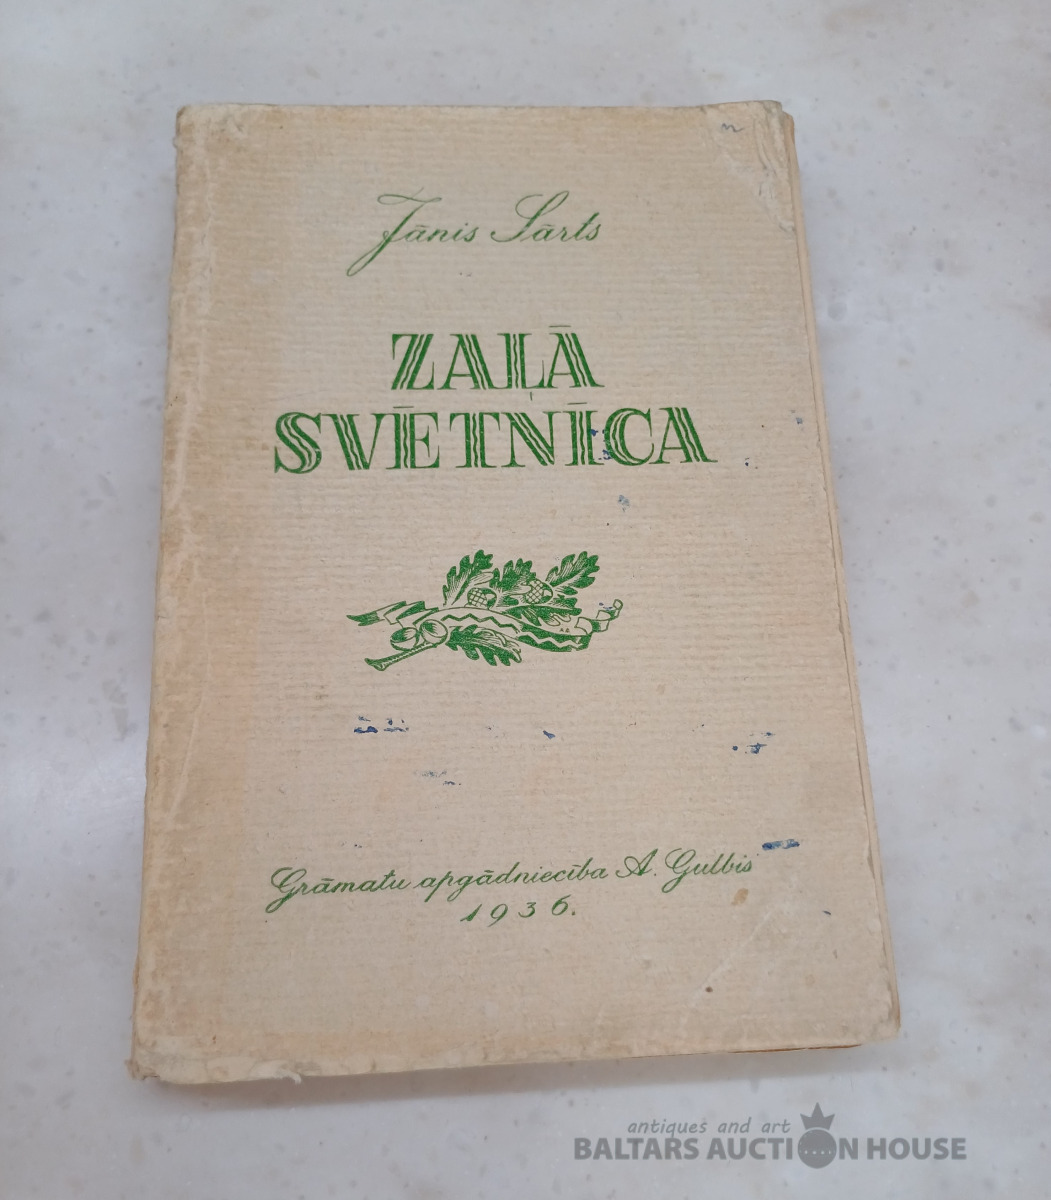 Jānis Sārts
ZAĻĀ
SVĒTNĪCA
Grāmatu apgādniecība A. Gulbis
1936.
antiques and art
BALTARS AUCTION HOUSE